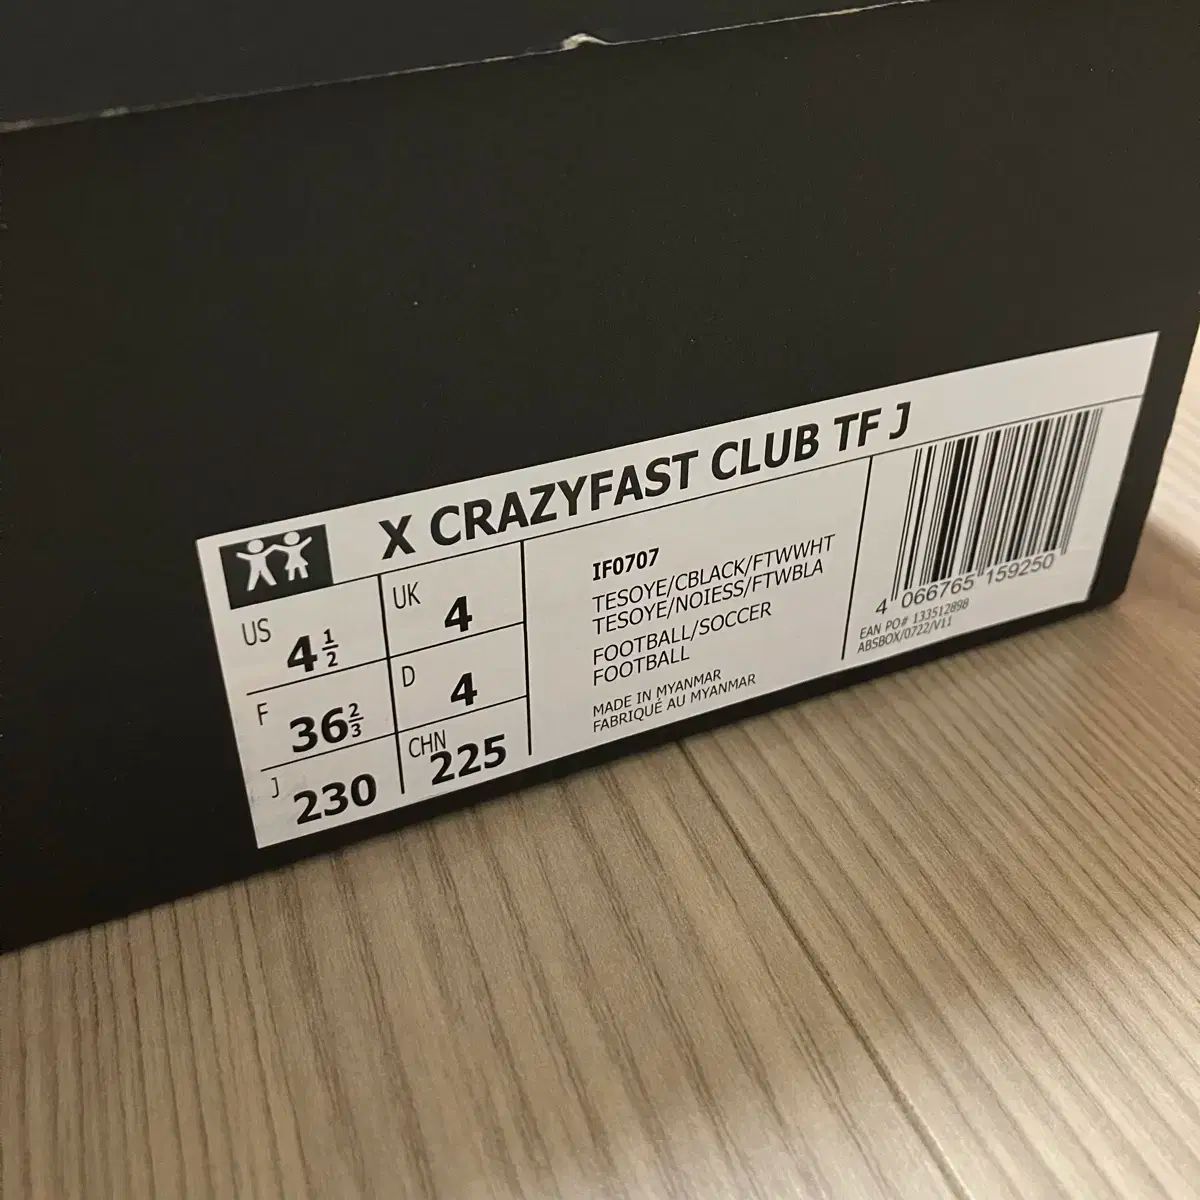 X CRAZYFAST CLUB TF J
US 4 1/2
UK 4
F 36 2/3
D 4
J 230
CHN 225
IF0707
TESOYE/CBLACK/FTWWHT
TESOYE/NOIESS/FTWBLA
FOOTBALL/SOCCER
FOOTBALL
MADE IN MYANMAR
FABRIQUÉ AU MYANMAR
4 066765 159250
EAN PO# 133512898
ABSBOX/0722/V11